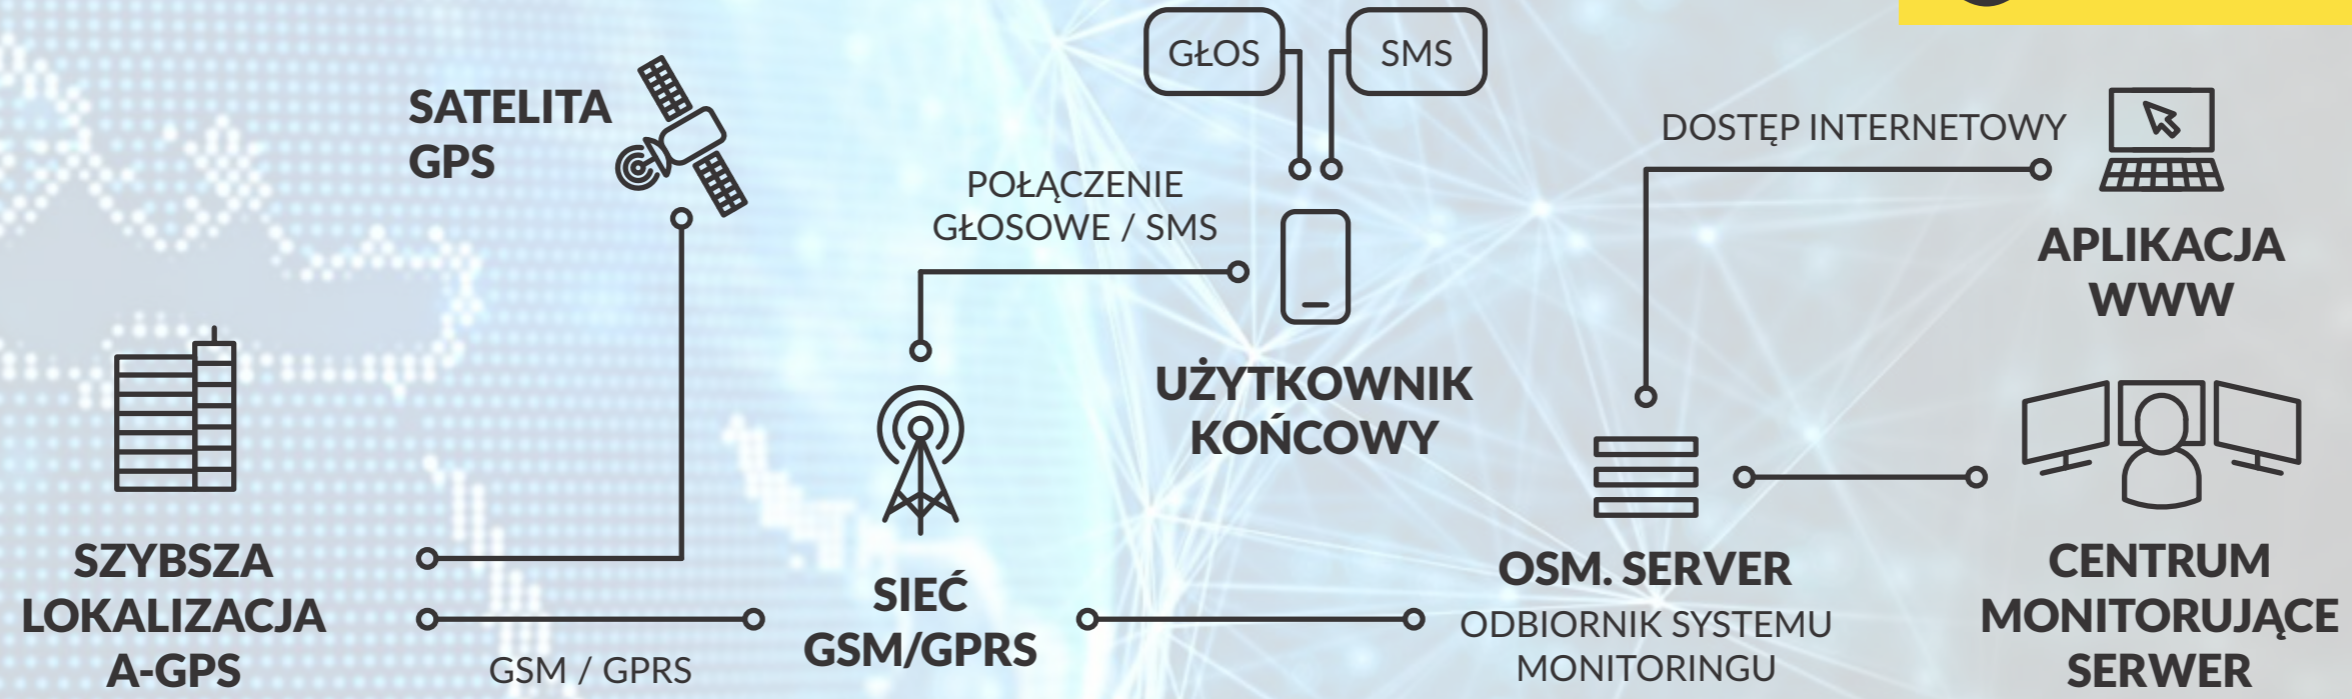 SATELITA
GPS
GŁOS
SMS
POŁĄCZENIE
GŁOSOWE / SMS
DOSTĘP INTERNETOWY
APLIKACJA
WWW
UŻYTKOWNIK
KOŃCOWY
SZYBSZA
LOKALIZACJA
A-GPS
GSM / GPRS
SIEĆ
GSM/GPRS
OSM. SERVER
ODBIORNIK SYSTEMU
MONITORINGU
CENTRUM
MONITORUJĄCE
SERWER